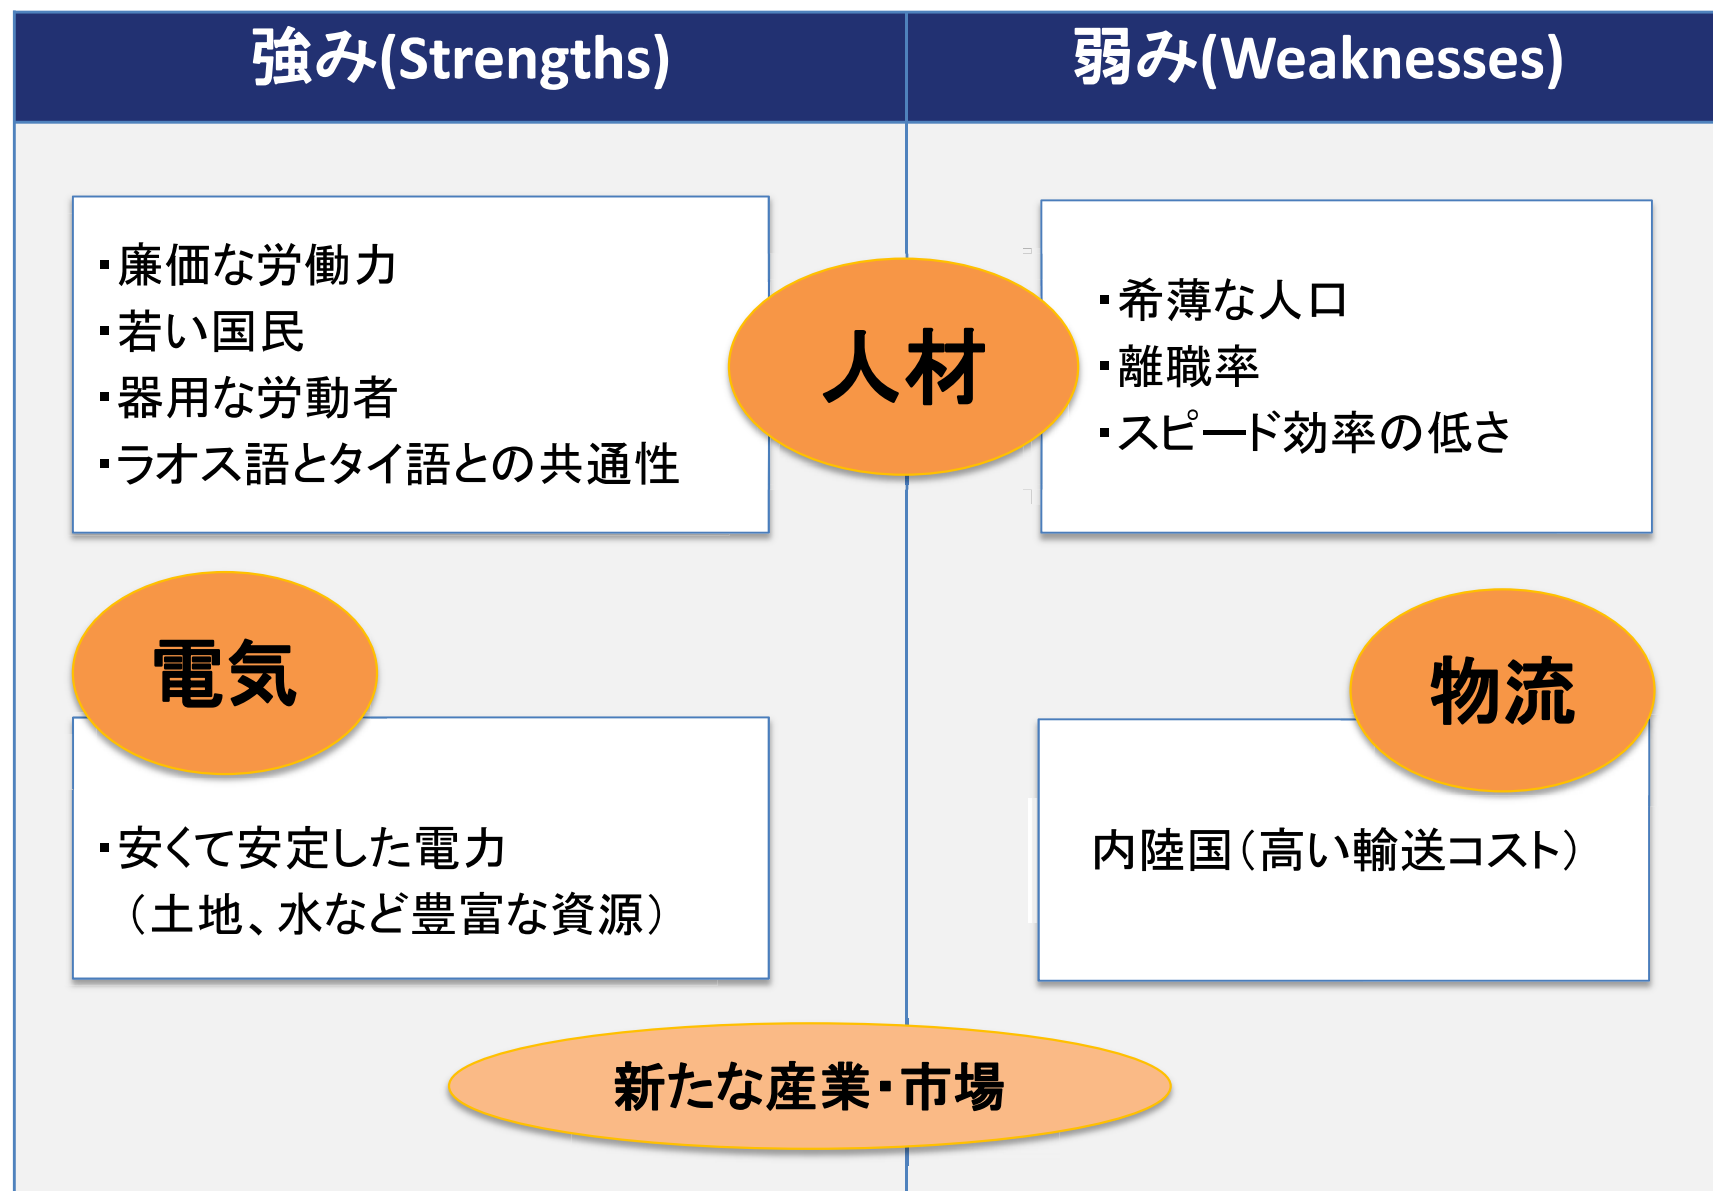 強み(Strengths)
弱み(Weaknesses)
・廉価な労働力
・若い国民
・器用な労動者
・ラオス語とタイ語との共通性
人材
・希薄な人口
・離職率
・スピード効率の低さ
電気
・安くて安定した電力
（土地、水など豊富な資源）
物流
内陸国（高い輸送コスト）
新たな産業・市場